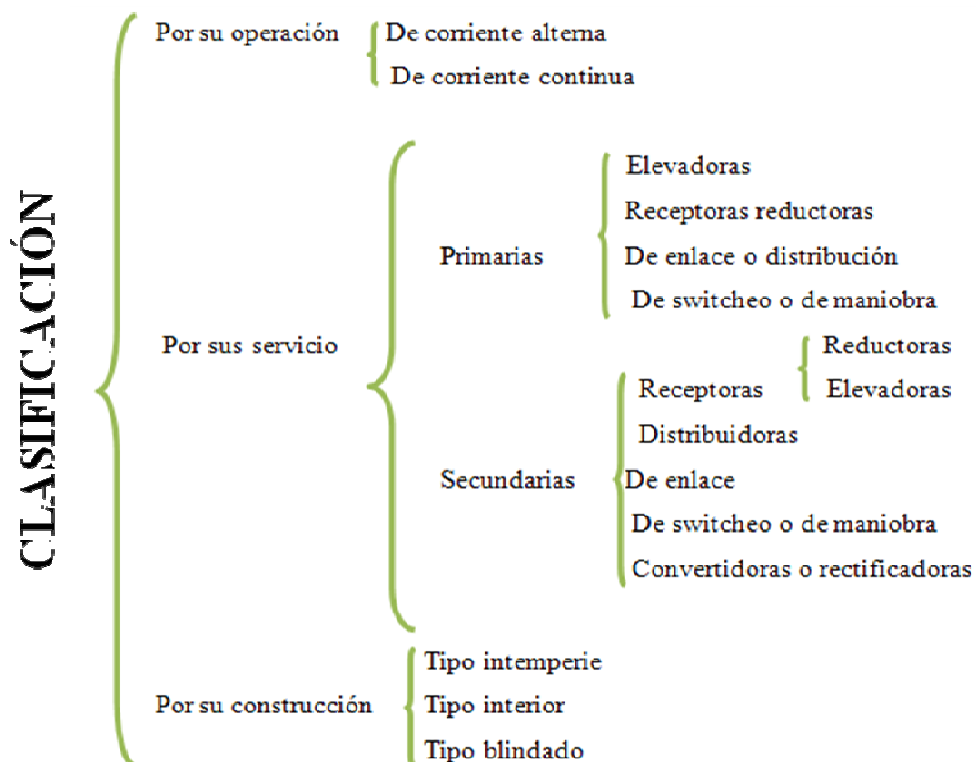 CLASIFICACIÓN
Por su operación
De corriente alterna
De corriente continua
Por sus servicio
Primarias
Elevadoras
Receptoras reductoras
De enlace o distribución
De switcheo o de maniobra
Secundarias
Receptoras
Reductoras
Elevadoras
Distribuidoras
De enlace
De switcheo o de maniobra
Convertidoras o rectificadoras
Por su construcción
Tipo intemperie
Tipo interior
Tipo blindado